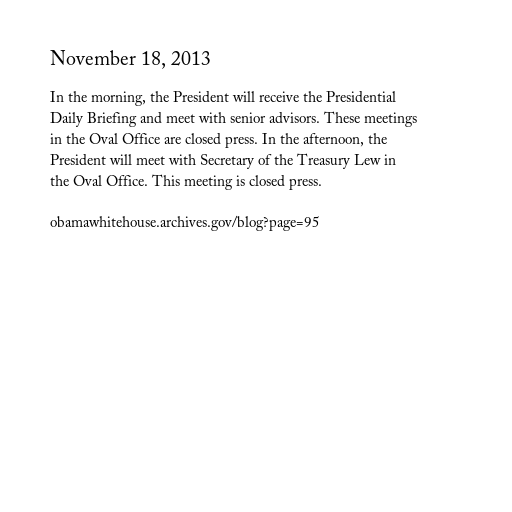 November 18, 2013
In the morning, the President will receive the Presidential
Daily Briefing and meet with senior advisors. These meetings
in the Oval Office are closed press. In the afternoon, the
President will meet with Secretary of the Treasury Lew in
the Oval Office. This meeting is closed press.
obamawhitehouse.archives.gov/blog?page=95